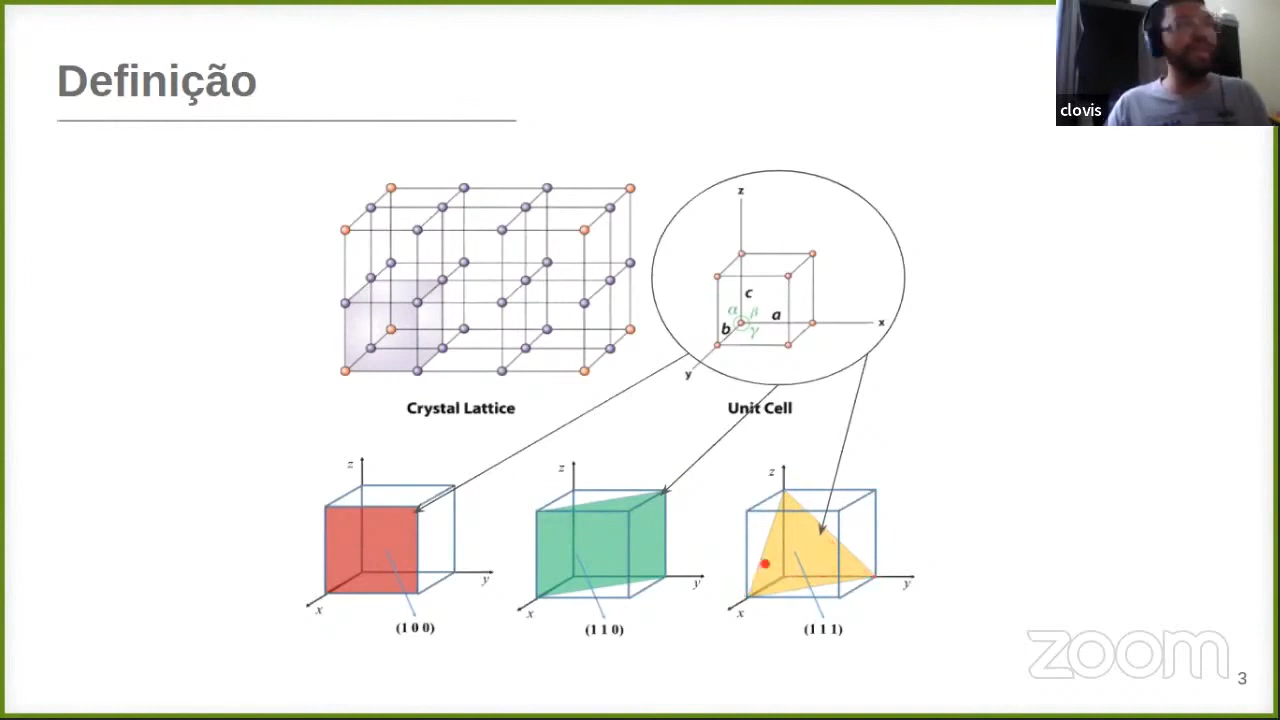 Definição
clovis
z
c
α β
b a
γ
x
y
Crystal Lattice
Unit Cell
z
y
x
(1 0 0)
z
y
x
(1 1 0)
z
y
x
(1 1 1)
zoom
3